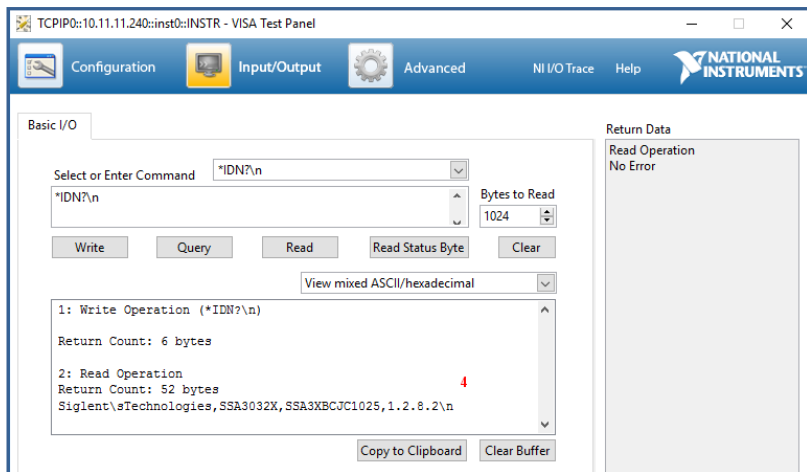 TCPIP0::10.11.11.240::inst0::INSTR - VISA Test Panel
Configuration
Input/Output
Advanced
NI I/O Trace
Help
NATIONAL
INSTRUMENTS
Basic I/O
Select or Enter Command
*IDN?\n
*IDN?\n
Bytes to Read
1024
Write
Query
Read
Read Status Byte
Clear
View mixed ASCII/hexadecimal
1: Write Operation (*IDN?\n)
Return Count: 6 bytes
2: Read Operation
Return Count: 52 bytes
Siglent\sTechnologies,SSA3032X,SSA3XBCJC1025,1.2.8.2\n
4
Copy to Clipboard
Clear Buffer
Return Data
Read Operation
No Error